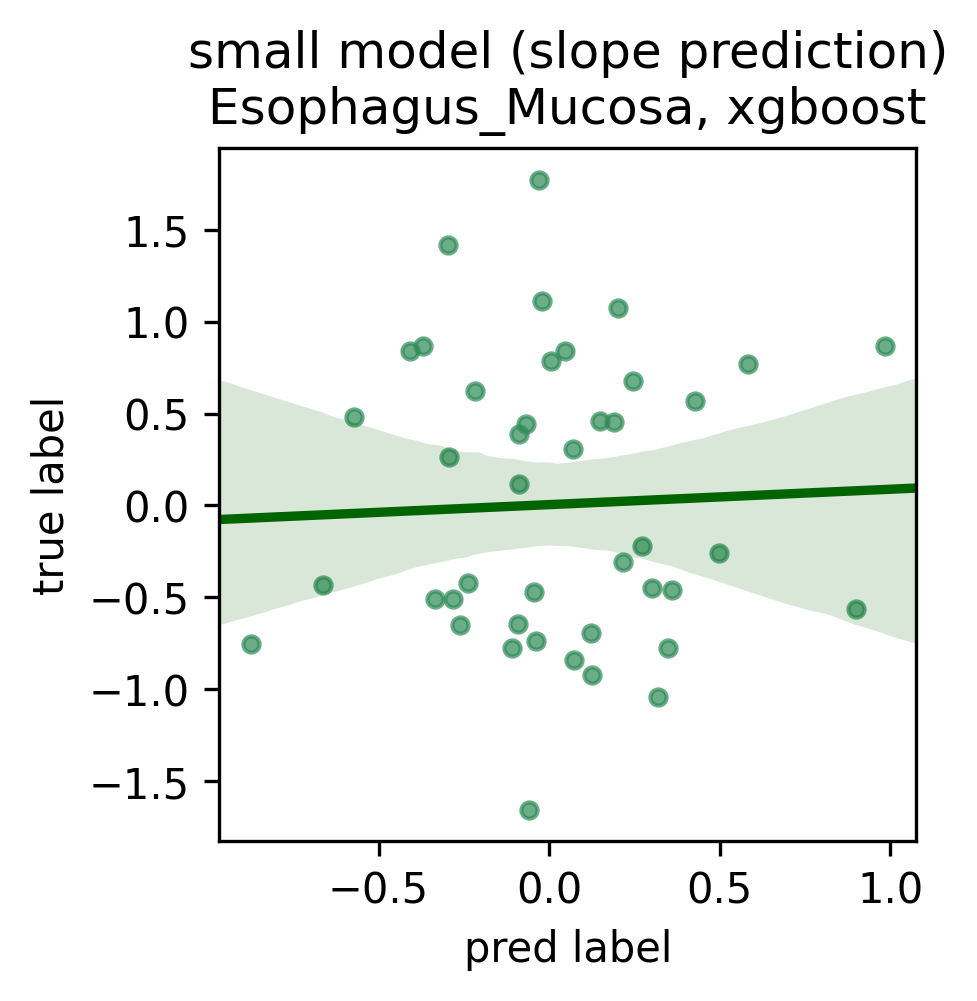 small model (slope prediction)
Esophagus_Mucosa, xgboost
1.5
1.0
0.5
0.0
−0.5
−1.0
−1.5
true label
−0.5
0.0
0.5
1.0
pred label